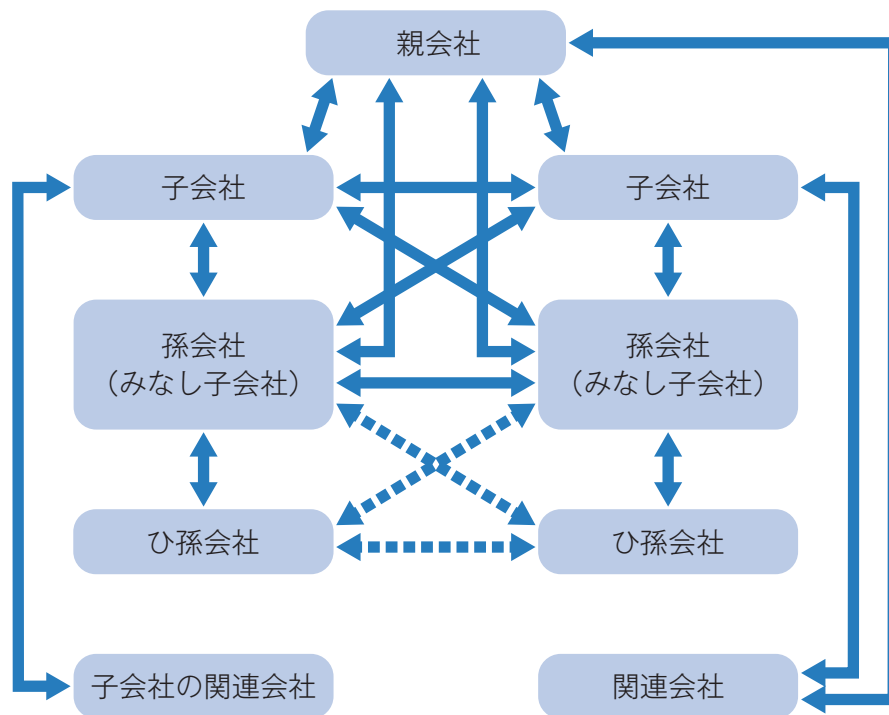 親会社
子会社
子会社
孫会社
（みなし子会社）
孫会社
（みなし子会社）
ひ孫会社
ひ孫会社
子会社の関連会社
関連会社